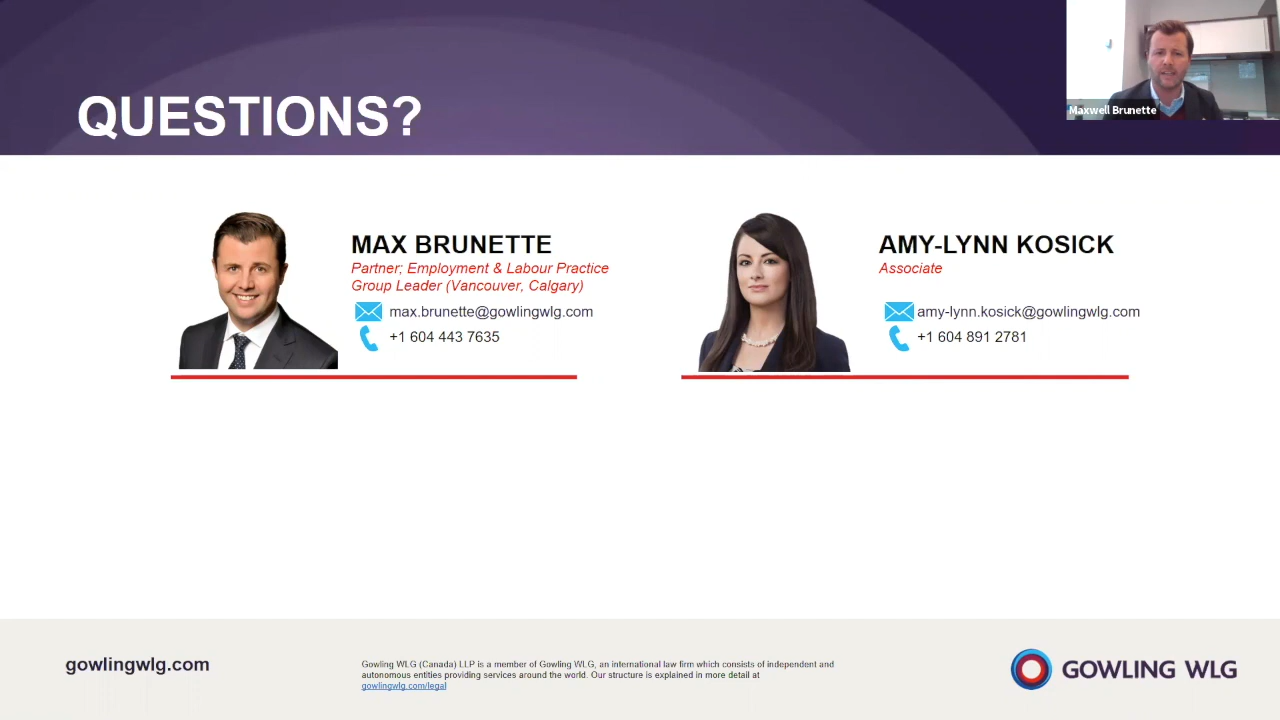 QUESTIONS?
Maxwell Brunette
MAX BRUNETTE
Partner; Employment & Labour Practice
Group Leader (Vancouver, Calgary)
max.brunette@gowlingwlg.com
+1 604 443 7635
AMY-LYNN KOSICK
Associate
amy-lynn.kosick@gowlingwlg.com
+1 604 891 2781
gowlingwlg.com
Gowling WLG (Canada) LLP is a member of Gowling WLG, an international law firm which consists of independent and
autonomous entities providing services around the world. Our structure is explained in more detail at
gowlingwlg.com/legal
GOWLING WLG